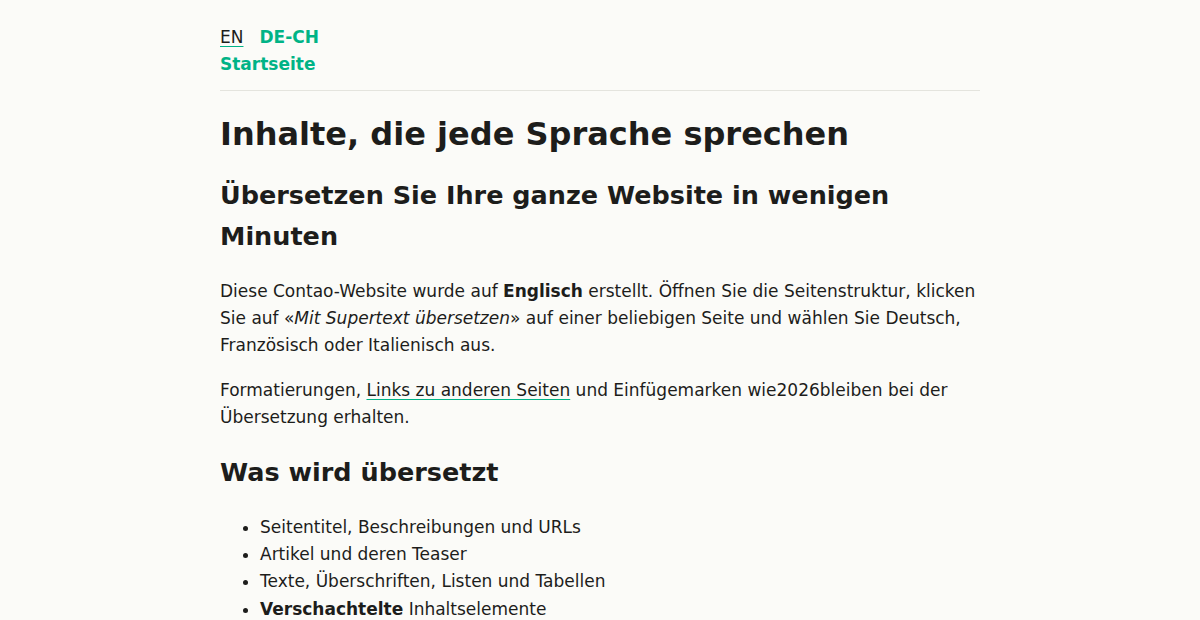 EN DE-CH
Startseite
Inhalte, die jede Sprache sprechen
Übersetzen Sie Ihre ganze Website in wenigen
Minuten
Diese Contao-Website wurde auf Englisch erstellt. Öffnen Sie die Seitenstruktur, klicken
Sie auf «Mit Supertext übersetzen» auf einer beliebigen Seite und wählen Sie Deutsch,
Französisch oder Italienisch aus.
Formatierungen, Links zu anderen Seiten und Einfügemarken wie2026bleiben bei der
Übersetzung erhalten.
Was wird übersetzt
• Seitentitel, Beschreibungen und URLs
• Artikel und deren Teaser
• Texte, Überschriften, Listen und Tabellen
• Verschachtelte Inhaltselemente